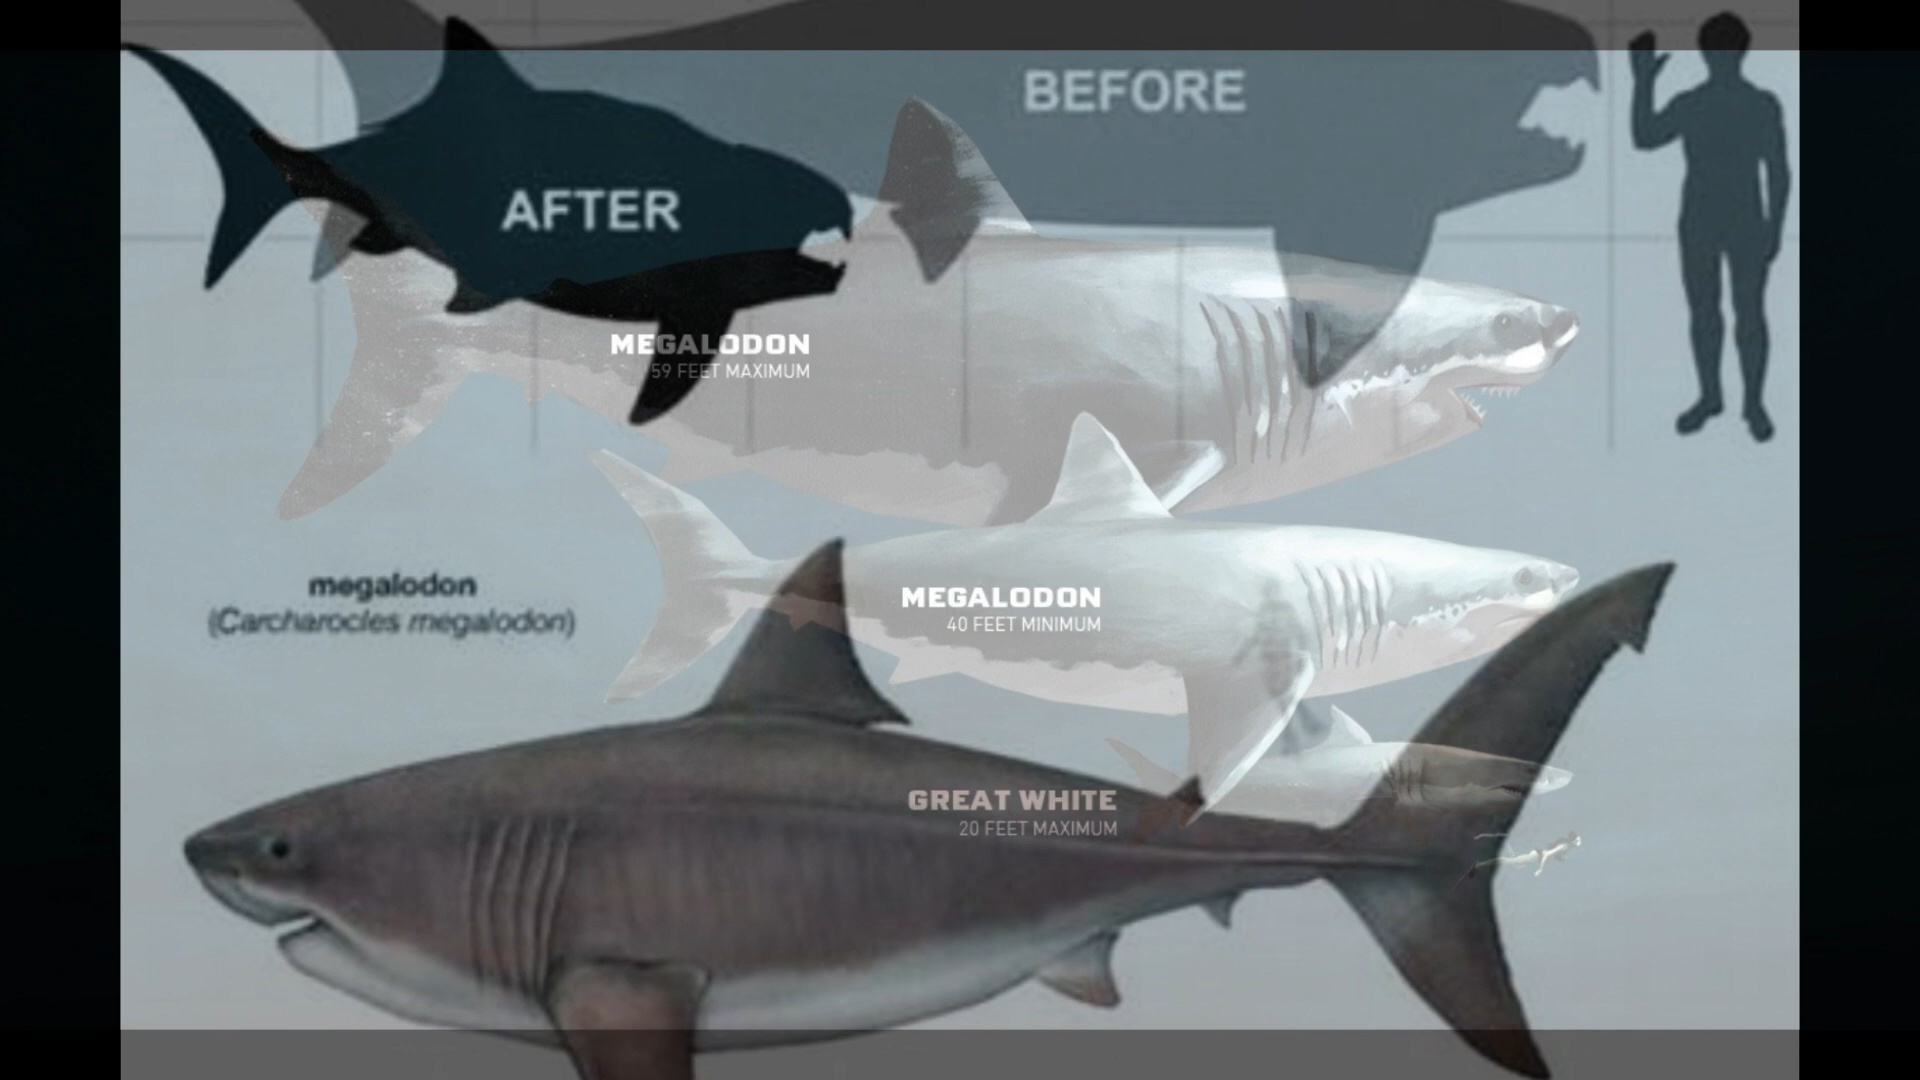 BEFORE
AFTER
MEGALODON
59 FEET MAXIMUM
megalodon
(Carcharocles megalodon)
MEGALODON
40 FEET MINIMUM
GREAT WHITE
20 FEET MAXIMUM